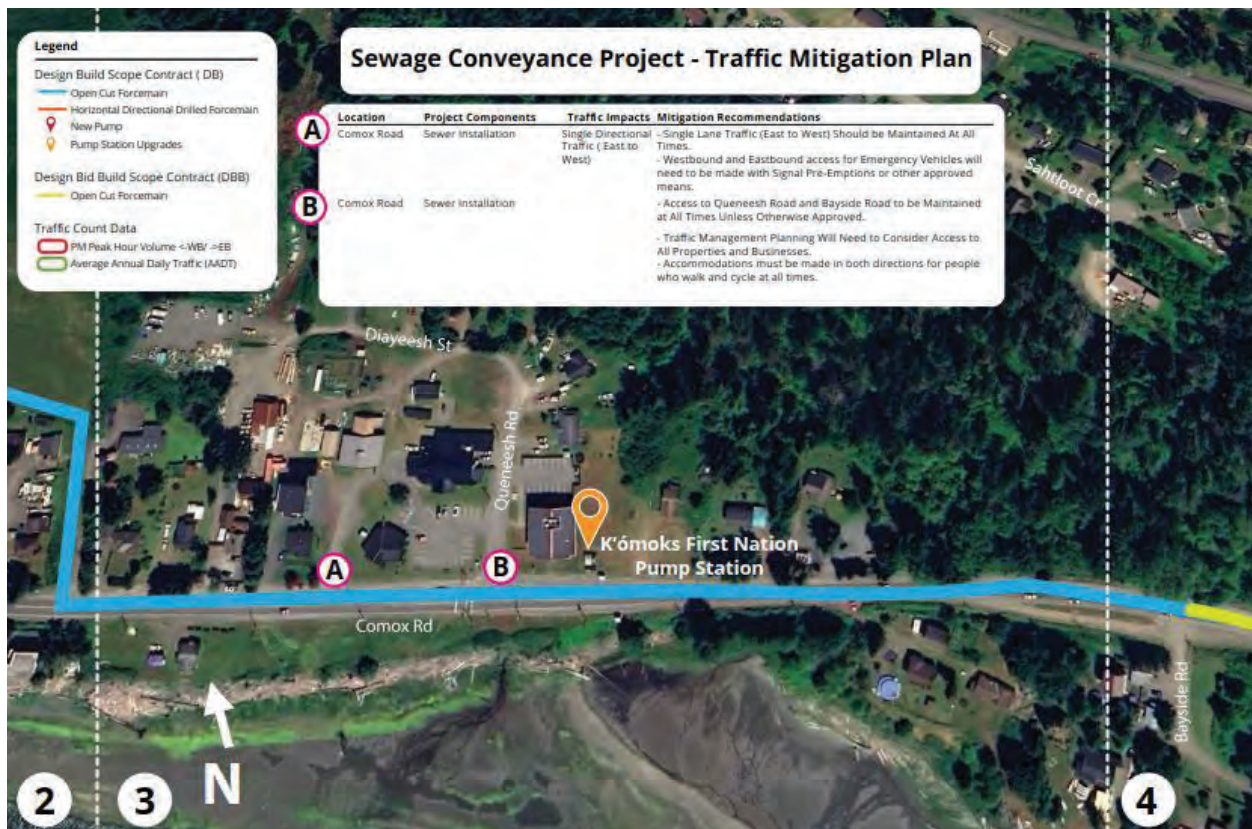 Legend
Design Build Scope Contract ( DB)
Open Cut Forcemain
Horizontal Directional Drilled Forcemain
New Pump
Pump Station Upgrades
Design Bid Build Scope Contract (DBB)
Open Cut Forcemain
Traffic Count Data
PM Peak Hour Volume <-WB/ ->EB
Average Annual Daily Traffic (AADT)
Sewage Conveyance Project - Traffic Mitigation Plan
Location Project Components Traffic Impacts Mitigation Recommendations
A
Comox Road Sewer Installation Single Directional - Single Lane Traffic (East to West) Should be Maintained At All
Traffic ( East to Times.
West) - Westbound and Eastbound access for Emergency Vehicles will
need to be made with Signal Pre-Emptions or other approved
means.
B
Comox Road Sewer Installation - Access to Queneesh Road and Bayside Road to be Maintained
at All Times Unless Otherwise Approved.
- Traffic Management Planning Will Need to Consider Access to
All Properties and Businesses.
- Accommodations must be made in both directions for people
who walk and cycle at all times.
Sahtloot Cr
Diayeesh St
Queneesh Rd
K'ómoks First Nation
Pump Station
A
B
Comox Rd
Bayside Rd
N
2
3
4